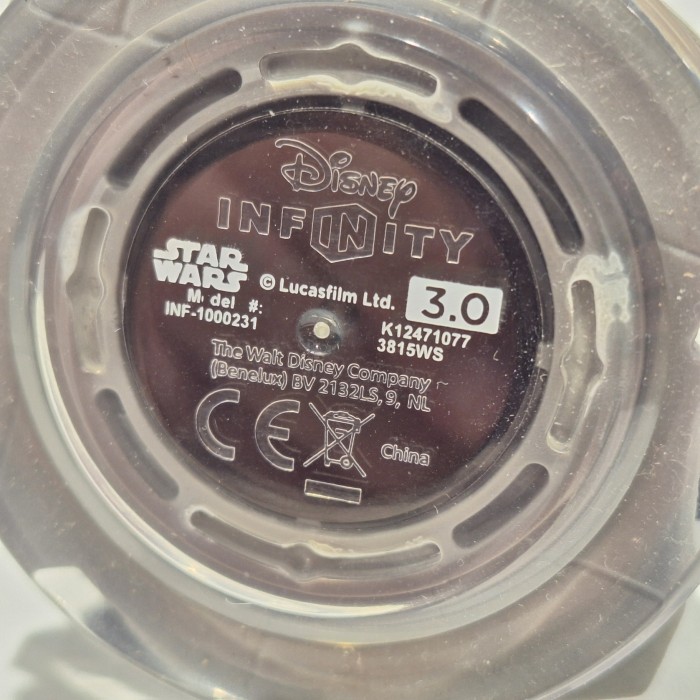 Disney
INFINITY
STAR
WARS
© Lucasfilm Ltd.
3.0
M del #:
INF-1000231
K12471077
3815WS
The Walt Disney Company
(Benelux) BV 2132LS, 9, NL
CE
China